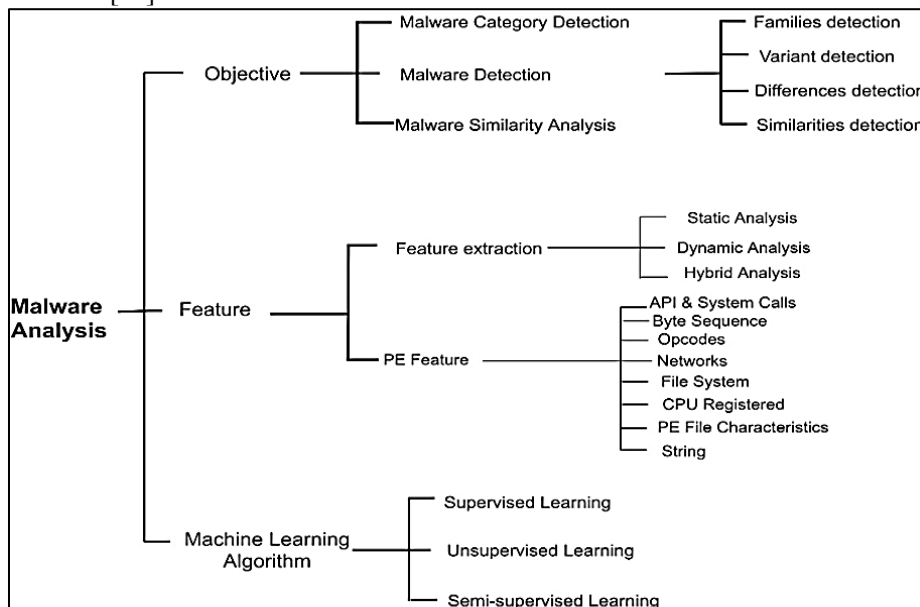 Malware Category Detection
Families detection
Variant detection
Objective
Malware Detection
Differences detection
Malware Similarity Analysis
Similarities detection
Static Analysis
Feature extraction
Dynamic Analysis
Hybrid Analysis
Malware
Analysis
Feature
API & System Calls
Byte Sequence
Opcodes
PE Feature
Networks
File System
CPU Registered
PE File Characteristics
String
Supervised Learning
Machine Learning
Algorithm
Unsupervised Learning
Semi-supervised Learning